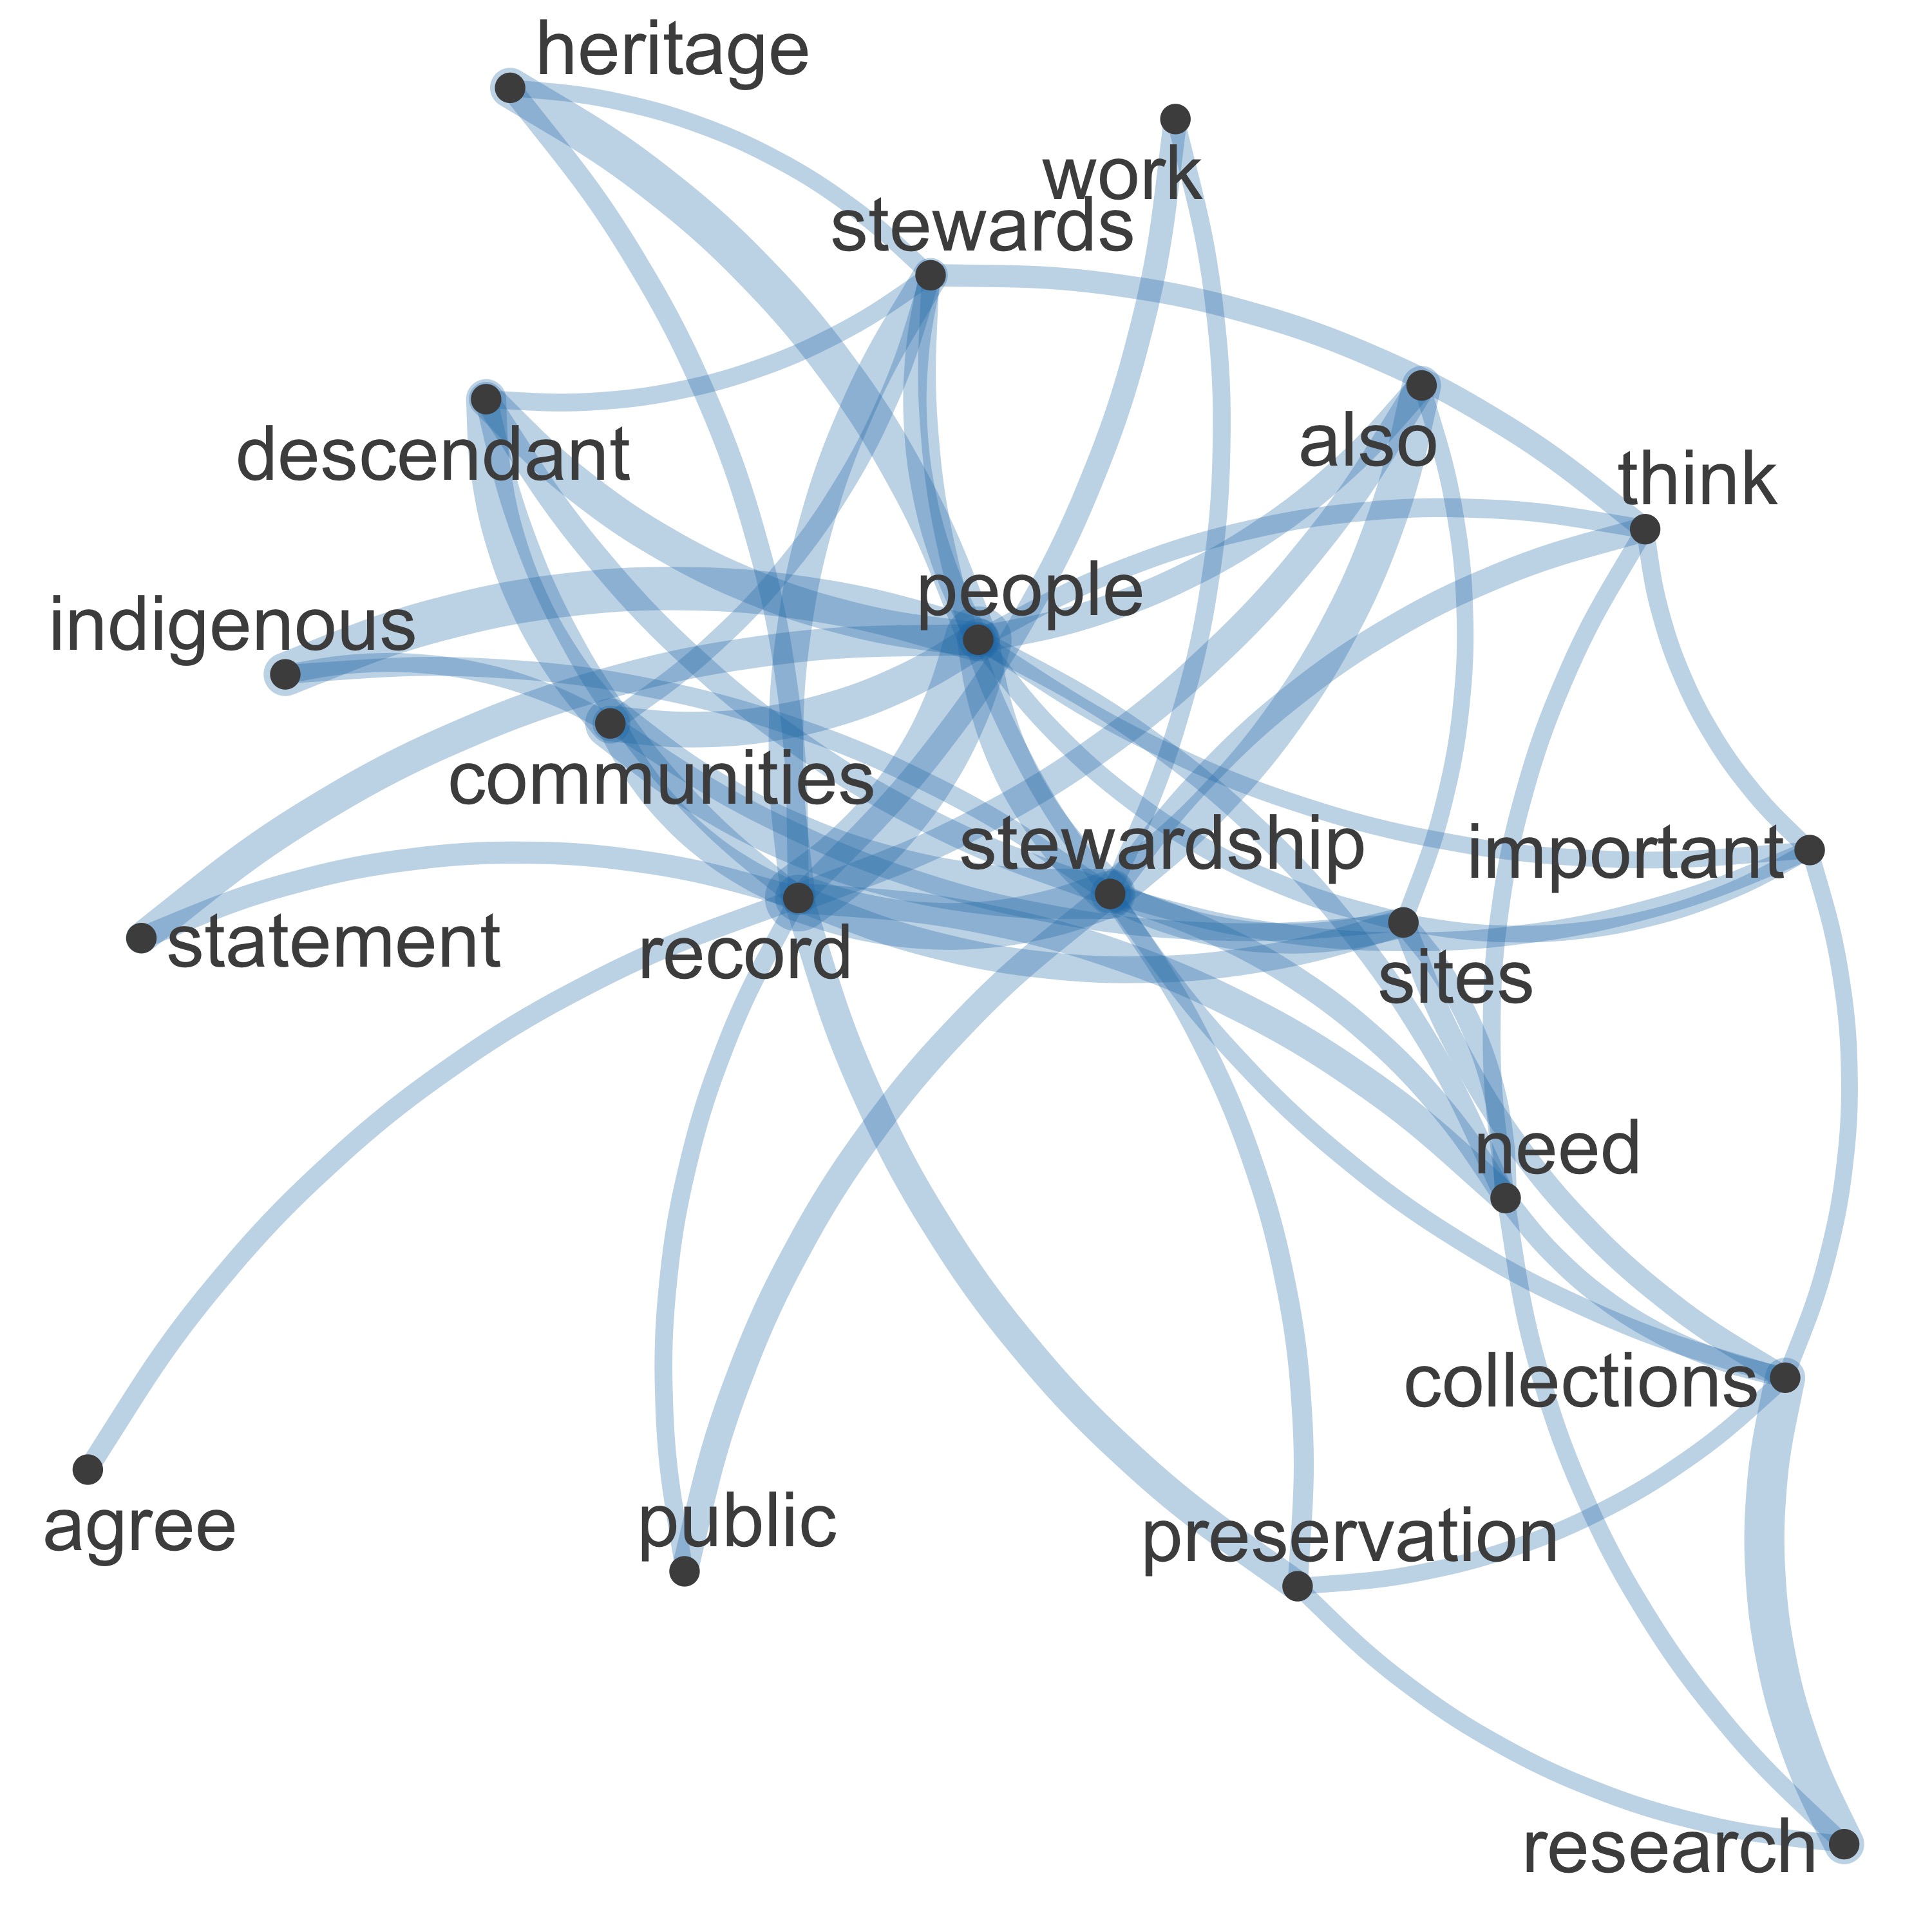 heritage
work
stewards
descendant
also
think
people
indigenous
communities
stewardship
important
statement
record
sites
need
collections
agree
public
preservation
research